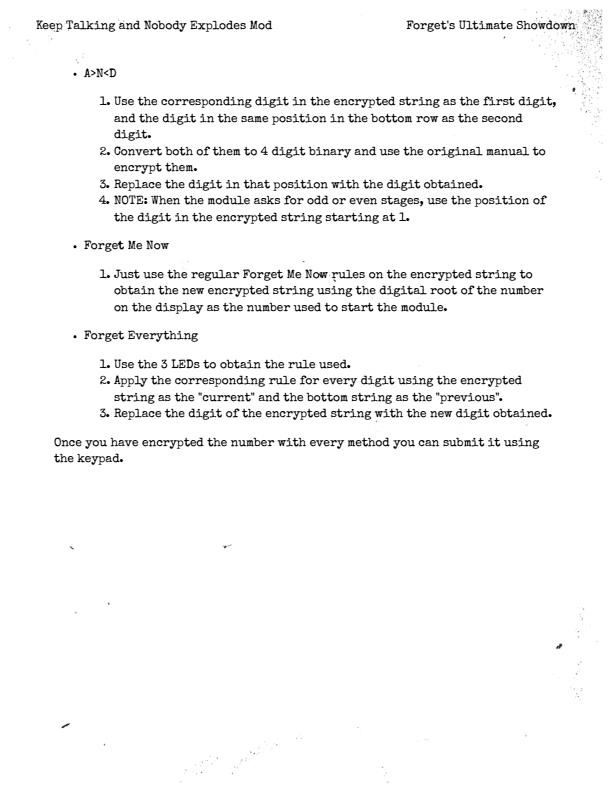 Keep Talking and Nobody Explodes Mod
Forget's Ultimate Showdown
• A>N<D
1. Use the corresponding digit in the encrypted string as the first digit,
and the digit in the same position in the bottom row as the second
digit.
2. Convert both of them to 4 digit binary and use the original manual to
encrypt them.
3. Replace the digit in that position with the digit obtained.
4. NOTE: When the module asks for odd or even stages, use the position of
the digit in the encrypted string starting at 1.
• Forget Me Now
1. Just use the regular Forget Me Now rules on the encrypted string to
obtain the new encrypted string using the digital root of the number
on the display as the number used to start the module.
• Forget Everything
1. Use the 3 LEDs to obtain the rule used.
2. Apply the corresponding rule for every digit using the encrypted
string as the "current" and the bottom string as the "previous".
3. Replace the digit of the encrypted string with the new digit obtained.
Once you have encrypted the number with every method you can submit it using
the keypad.